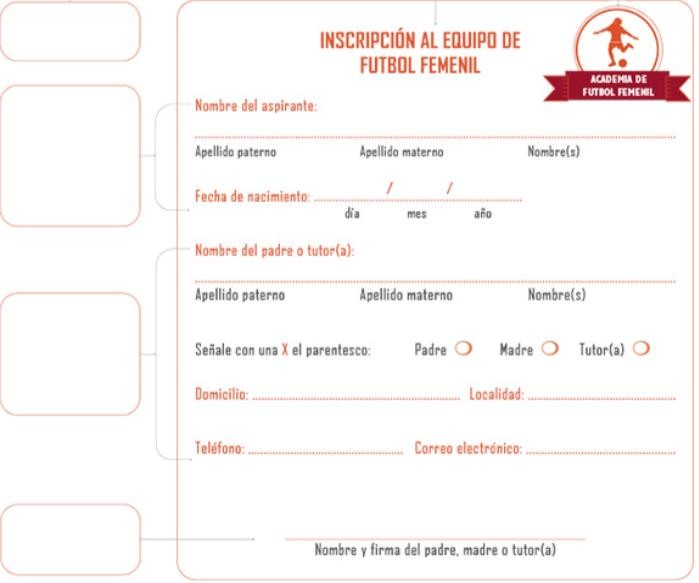 INSCRIPCIÓN AL EQUIPO DE
FUTBOL FEMENIL
ACADEMIA DE
FUTBOL FEMENIL
Nombre del aspirante:
Apellido paterno Apellido materno Nombre(s)
Fecha de nacimiento: / /
día mes año
Nombre del padre o tutor(a):
Apellido paterno Apellido materno Nombre(s)
Señale con una X el parentesco: Padre Madre Tutor(a)
Domicilio: Localidad:
Teléfono: Correo electrónico:
Nombre y firma del padre, madre o tutor(a)